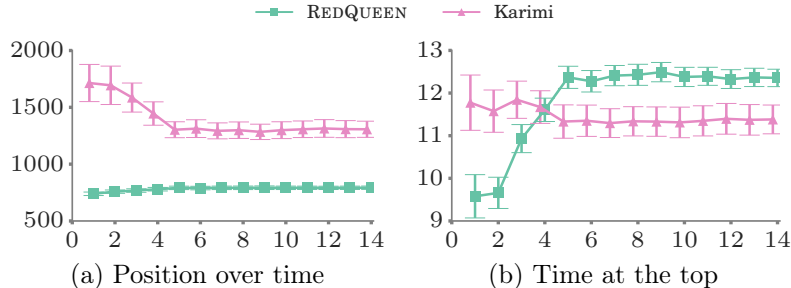 REDQUEEN Karimi
2000
1500
1000
500
0 2 4 6 8 10 12 14
(a) Position over time
13
12
11
10
9
0 2 4 6 8 10 12 14
(b) Time at the top